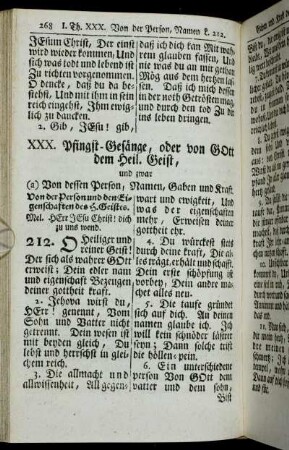 268 I. Th. XXX. Von der Person, Namen k. 212.
JEsum Christ, Der einst
wird wieder kommen, Und
sich was todt und lebend ist
zu richten vorgenommen.
O dencke, daß du da be-
stehst, Und mit ihm in sein
reich eingehst, Ihm ewig-
lich zu dancken.
2. Gib, JEsu! gib,
daß ich dich kan Mit wah-
rem glauben fassen, Und
nie was du an mir gethan
Mög aus dem hertzen las-
sen. Daß ich mich dessen
in der noth Getrösten mag,
und durch den tod Zu dir
ins leben dringen.
XXX. Pfingst-Gesänge, oder von GOtt
dem Heil. Geist,
und zwar
(a) Von dessen Person, Namen, Gaben und Kraft
Von der Person und den Ei-
genschaften des H. Geistes.
Mel. HErr JEsu Christ! dich
zu uns wend.
212. O Heiliger und
reiner Geist!
Der sich als wahrer GOtt
erweist; Dein edler nam
und eigenschaft Bezeugen
deiner gottheit kraft.
2. Jehova wirst du,
HErr! genennt, Vom
Sohn und Vatter nicht
getrennt. Dein wesen ist
mit beyden gleich, Du
lebst und herrschst in glei-
chem reich.
3. Die allmacht und
allwissenheit, All gegen-
wart und ewigkeit, Und
was der eigenschaften
mehr, Erweisen deiner
gottheit ehr.
4. Du würckest stets
durch deine kraft, Die al-
les trägt, erhält und schafft.
Dein erste schöpfung ist
vorbey, Dein andre ma-
chet alles neu.
5. Die taufe gründet
sich auf dich. An deinen
namen glaube ich. Ich
will kein schnöder lästrer
seyn; Dann solche trift
die höllen-pein.
6. Ein unterschiedene
person Von GOtt dem
vatter und dem sohn,
Bist